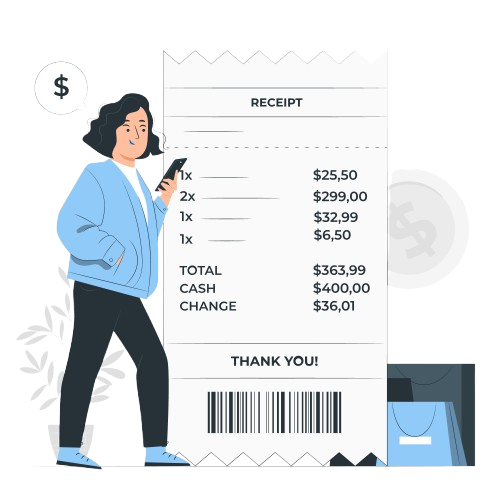 $
RECEIPT
1x $25,50
2x $299,00
1x $32,99
1x $6,50
TOTAL $363,99
CASH $400,00
CHANGE $36,01
$
THANK YOU!